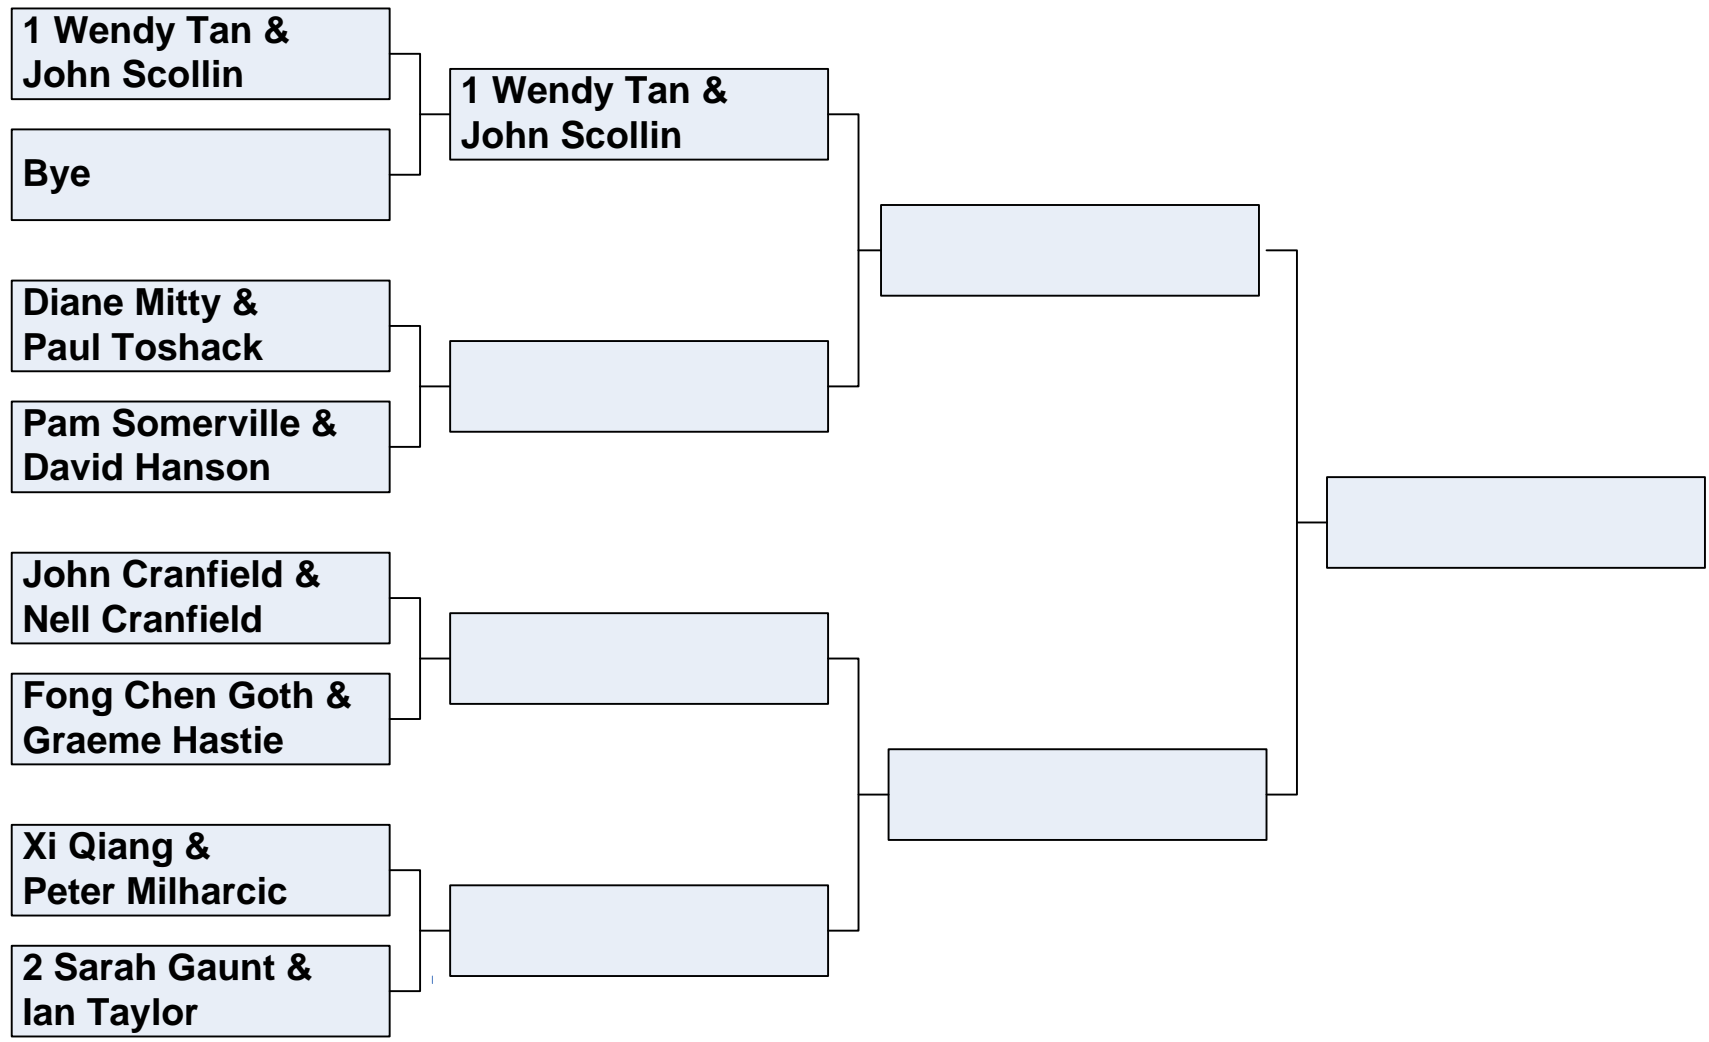 1 Wendy Tan &
John Scollin
Bye
Diane Mitty &
Paul Toshack
Pam Somerville &
David Hanson
John Cranfield &
Nell Cranfield
Fong Chen Goth &
Graeme Hastie
Xi Qiang &
Peter Milharcic
2 Sarah Gaunt &
Ian Taylor
1 Wendy Tan &
John Scollin